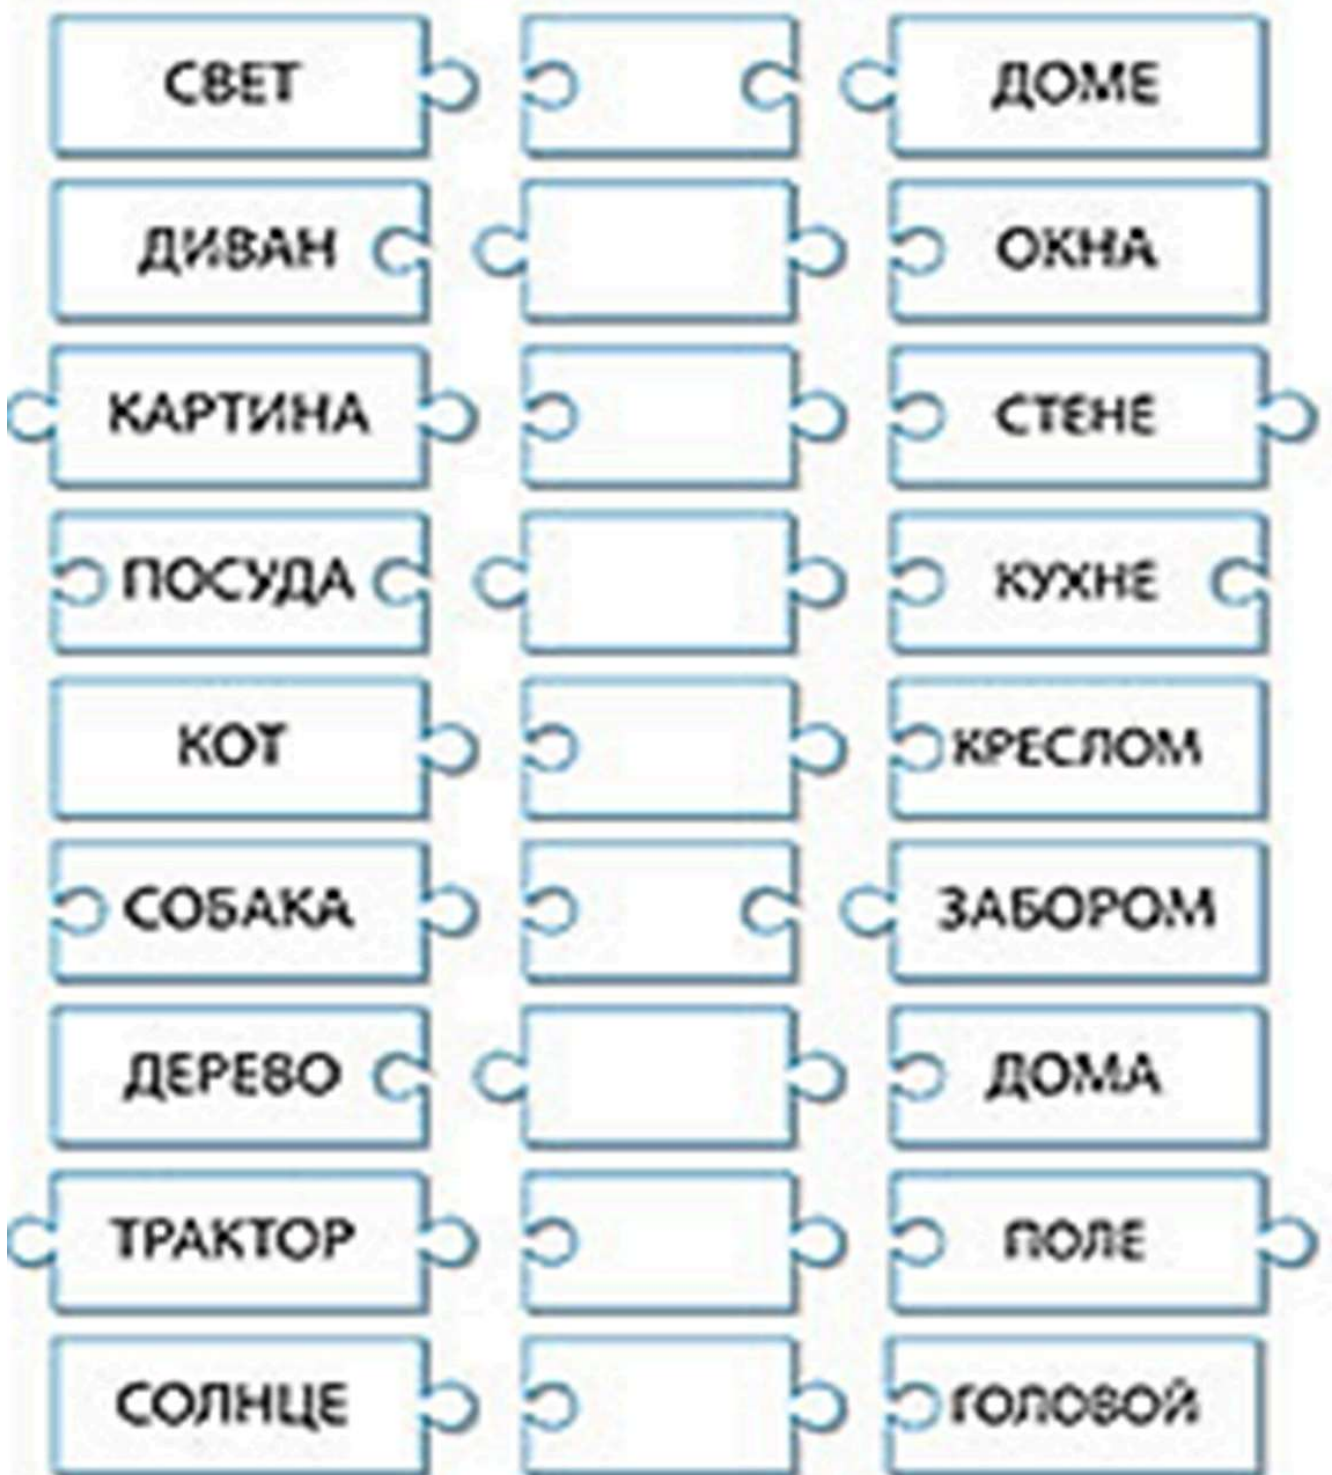 СВЕТ ДОМЕ
ДИВАН ОКНА
КАРТИНА СТЕНЕ
ПОСУДА КУХНЕ
КОТ КРЕСЛОМ
СОБАКА ЗАБОРОМ
ДЕРЕВО ДОМА
ТРАКТОР ПОЛЕ
СОЛНЦЕ ГОЛОВОЙ